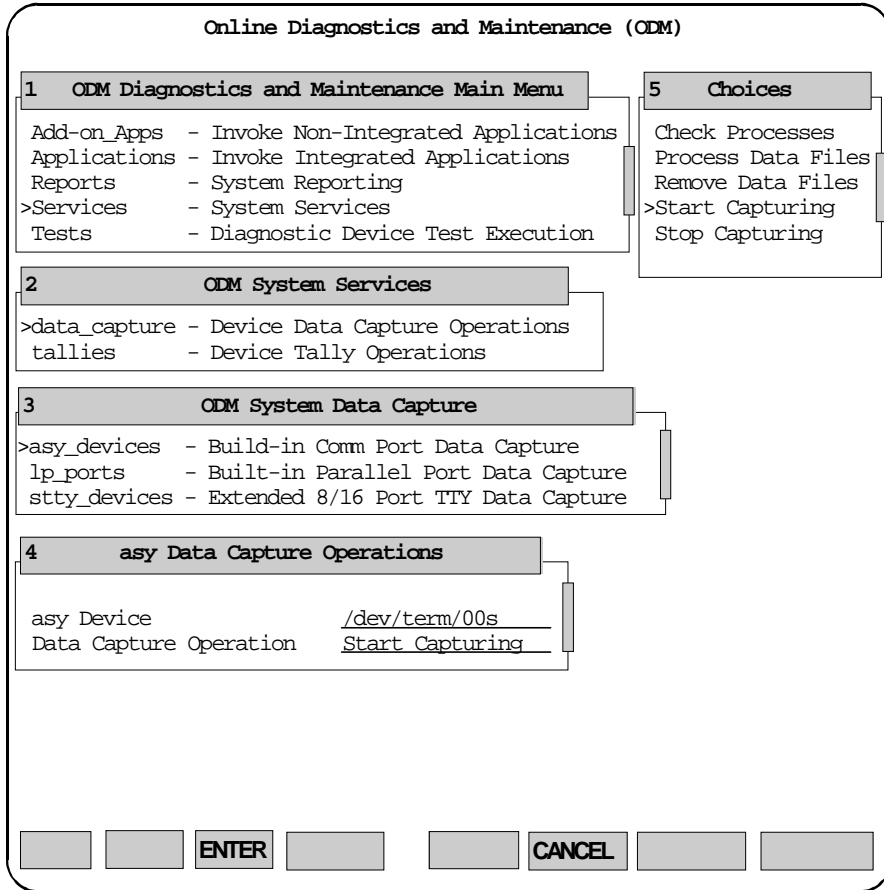 Online Diagnostics and Maintenance (ODM)
1 ODM Diagnostics and Maintenance Main Menu
Add-on_Apps - Invoke Non-Integrated Applications
Applications - Invoke Integrated Applications
Reports - System Reporting
>Services - System Services
Tests - Diagnostic Device Test Execution
5 Choices
Check Processes
Process Data Files
Remove Data Files
>Start Capturing
Stop Capturing
2 ODM System Services
>data_capture - Device Data Capture Operations
tallies - Device Tally Operations
3 ODM System Data Capture
>asy_devices - Build-in Comm Port Data Capture
lp_ports - Built-in Parallel Port Data Capture
stty_devices - Extended 8/16 Port TTY Data Capture
4 asy Data Capture Operations
asy Device /dev/term/00s
Data Capture Operation Start Capturing
ENTER CANCEL